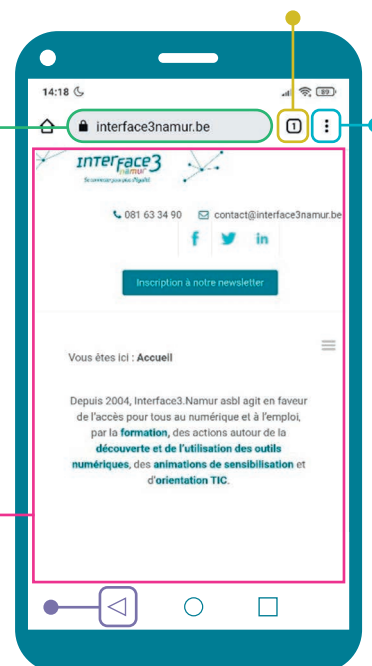 14:18
89
interface3namur.be
1
INTERFACE3
namur
081 63 34 90 contact@interface3namur.be
Inscription à notre newsletter
Vous êtes ici : Accueil
Depuis 2004, Interface3.Namur asbl agit en faveur
de l'accès pour tous au numérique et à l'emploi,
par la formation, des actions autour de la
découverte et de l'utilisation des outils
numériques, des animations de sensibilisation et
d'orientation TIC.